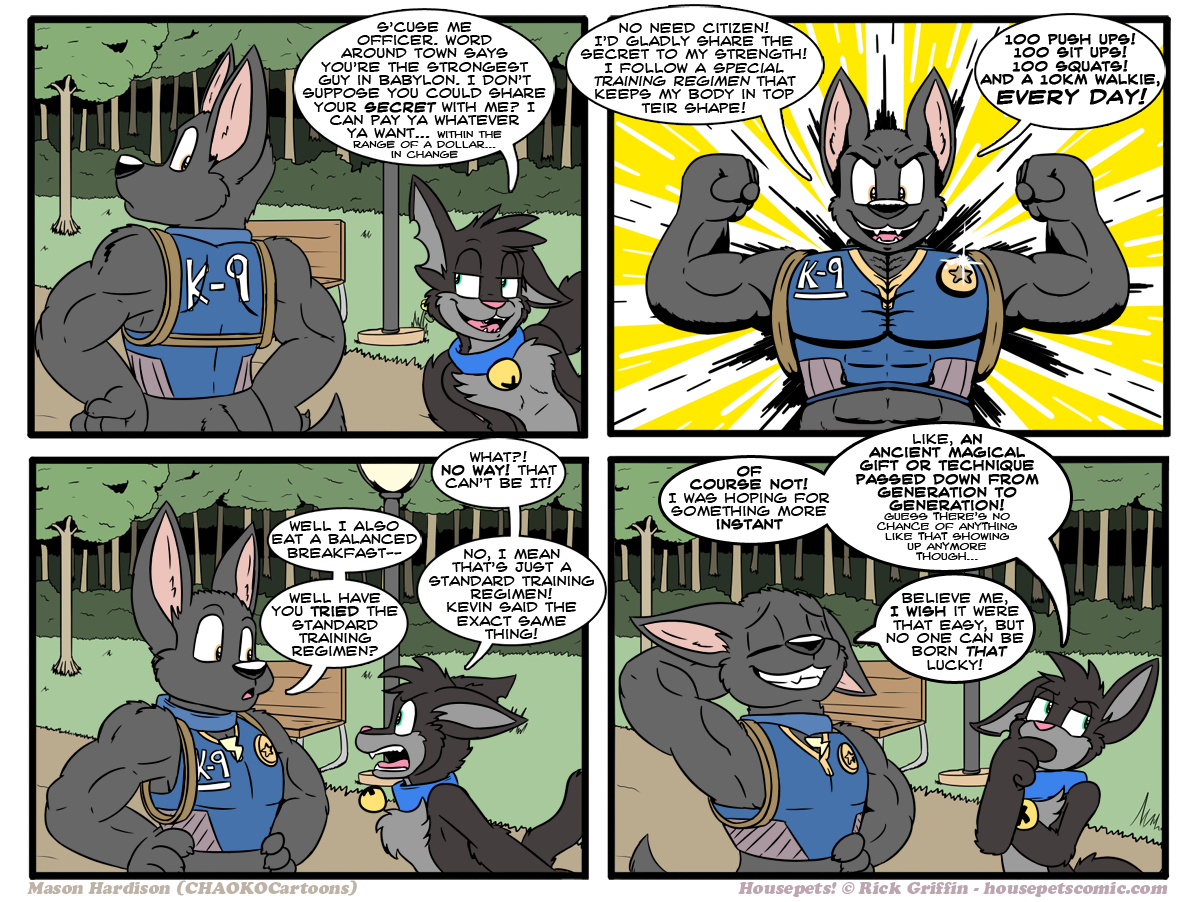 S'CUSE ME
OFFICER. WORD
AROUND TOWN SAYS
YOU'RE THE STRONGEST
GUY IN BABYLON. I DON'T
SUPPOSE YOU COULD SHARE
YOUR SECRET WITH ME? I
CAN PAY YA WHATEVER
YA WANT... WITHIN THE
RANGE OF A DOLLAR...
IN CHANGE
K-9
NO NEED CITIZEN!
I'D GLADLY SHARE THE
SECRET TO MY STRENGTH!
I FOLLOW A SPECIAL
TRAINING REGIMEN THAT
KEEPS MY BODY IN TOP
TEIR SHAPE!
100 PUSH UPS!
100 SIT UPS!
100 SQUATS!
AND A 10KM WALKIE,
EVERY DAY!
K-9
WHAT?!
NO WAY! THAT
CAN'T BE IT!
WELL I ALSO
EAT A BALANCED
BREAKFAST--
NO, I MEAN
THAT'S JUST A
STANDARD TRAINING
REGIMEN!
KEVIN SAID THE
EXACT SAME
THING!
WELL HAVE
YOU TRIED THE
STANDARD
TRAINING
REGIMEN?
K-9
OF
COURSE NOT!
I WAS HOPING FOR
SOMETHING MORE
INSTANT
LIKE, AN
ANCIENT MAGICAL
GIFT OR TECHNIQUE
PASSED DOWN FROM
GENERATION TO
GENERATION!
GUESS THERE'S NO
CHANCE OF ANYTHING
LIKE THAT SHOWING
UP ANYMORE
THOUGH...
BELIEVE ME,
I WISH IT WERE
THAT EASY, BUT
NO ONE CAN BE
BORN THAT
LUCKY!
K-9
Mason Hardison (CHAOKOCartoons)
Housepets! © Rick Griffin - housepetscomic.com